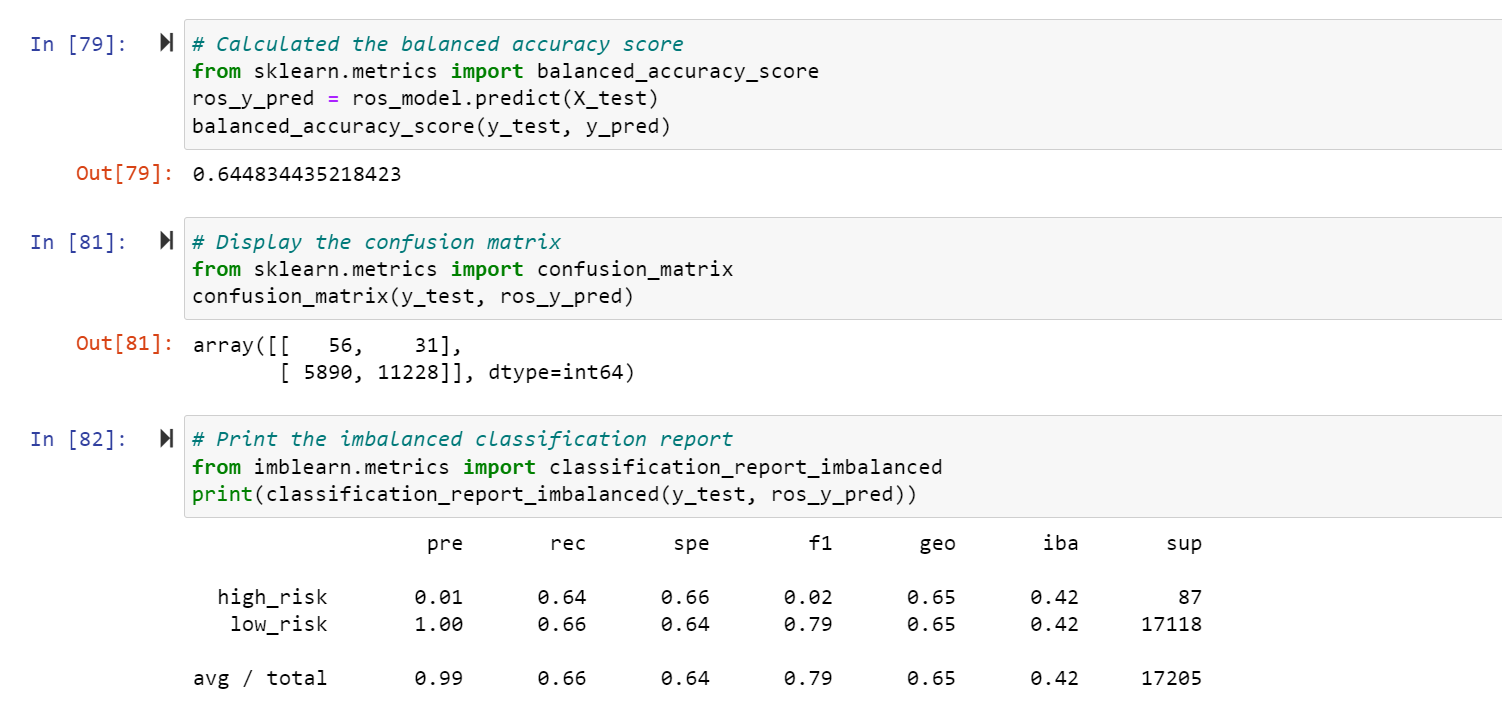 In [79]: # Calculated the balanced accuracy score
from sklearn.metrics import balanced_accuracy_score
ros_y_pred = ros_model.predict(X_test)
balanced_accuracy_score(y_test, y_pred)
Out[79]: 0.644834435218423
In [81]: # Display the confusion matrix
from sklearn.metrics import confusion_matrix
confusion_matrix(y_test, ros_y_pred)
Out[81]: array([[   56,    31],
       [ 5890, 11228]], dtype=int64)
In [82]: # Print the imbalanced classification report
from imblearn.metrics import classification_report_imbalanced
print(classification_report_imbalanced(y_test, ros_y_pred))
                   pre       rec       spe        f1       geo       iba       sup
  high_risk       0.01      0.64      0.66      0.02      0.65      0.42        87
   low_risk       1.00      0.66      0.64      0.79      0.65      0.42     17118
avg / total       0.99      0.66      0.64      0.79      0.65      0.42     17205